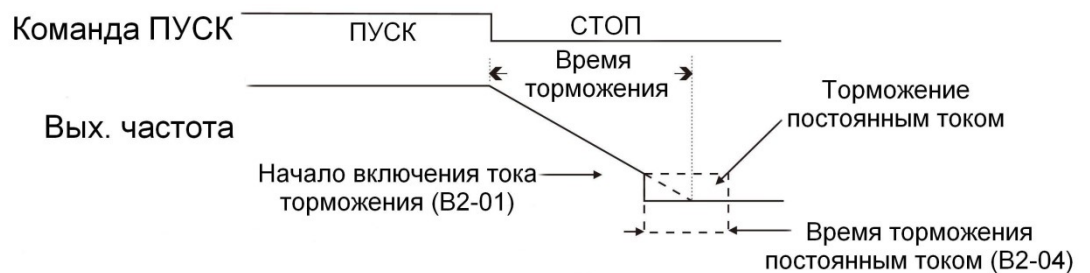 Команда ПУСК
ПУСК
СТОП
Время
торможения
Торможение
постоянным током
Вых. частота
Начало включения тока
торможения (B2-01)
Время торможения
постоянным током (B2-04)